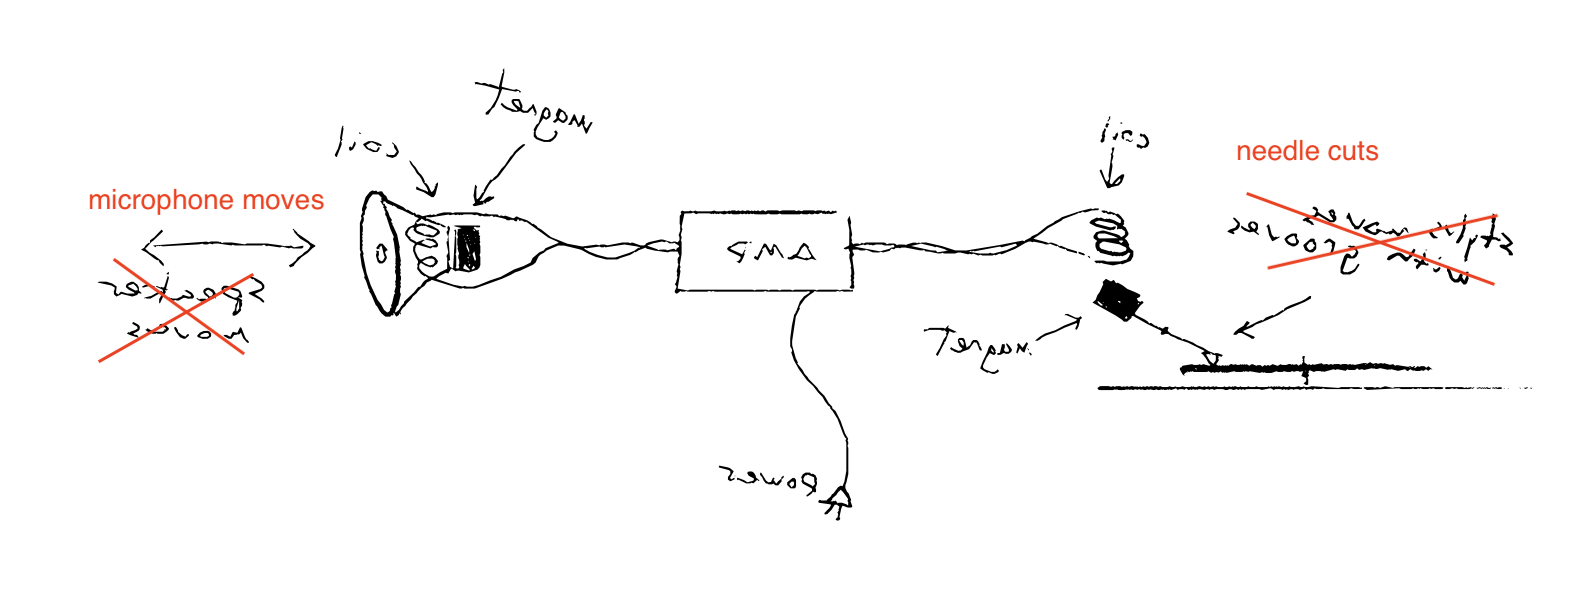 magneT
coil
coil
needle cuts
microphone moves
stylus moves
with grooves
AMP
Speaker
moves
magneT
Power